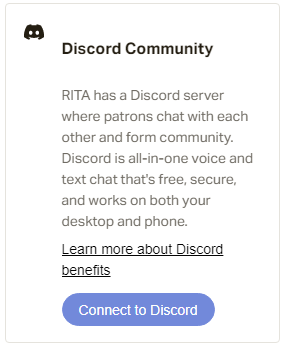 Discord Community
RITA has a Discord server
where patrons chat with each
other and form community.
Discord is all-in-one voice and
text chat that's free, secure,
and works on both your
desktop and phone.
Learn more about Discord
benefits
Connect to Discord